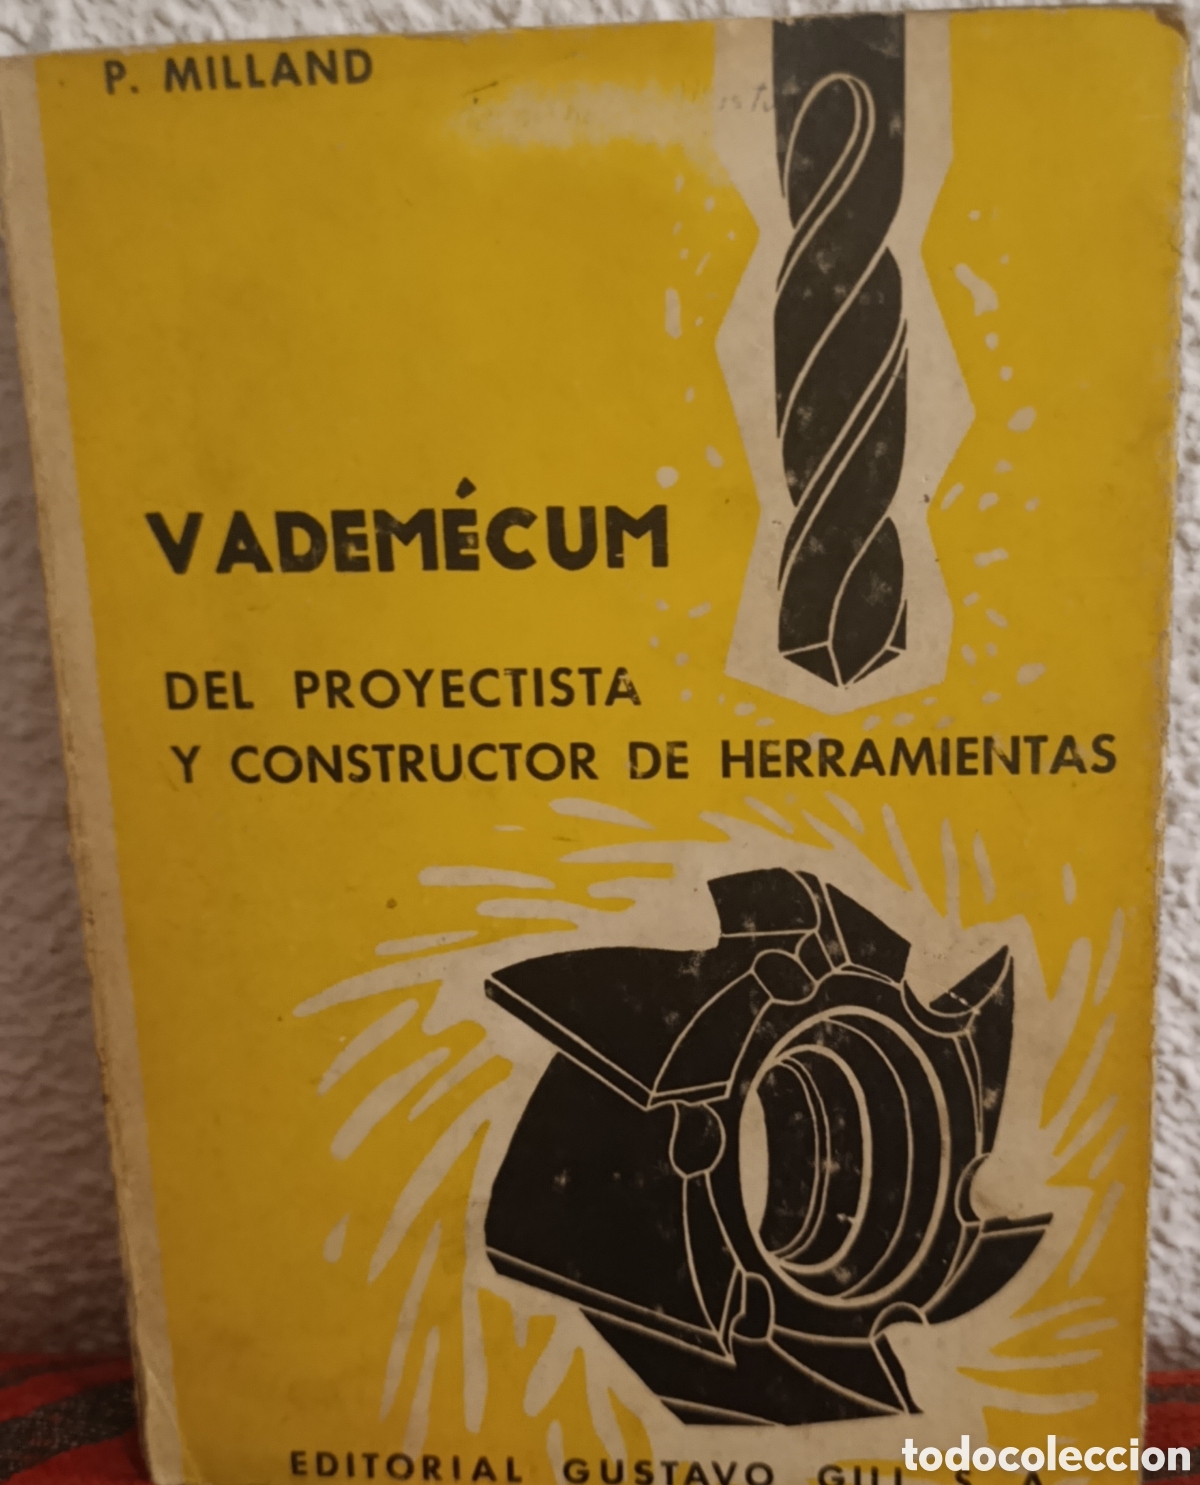 P. MILLAND
VADEMÉCUM
DEL PROYECTISTA
Y CONSTRUCTOR DE HERRAMIENTAS
EDITORIAL GUSTAVO GILI S. A.
todocoleccion